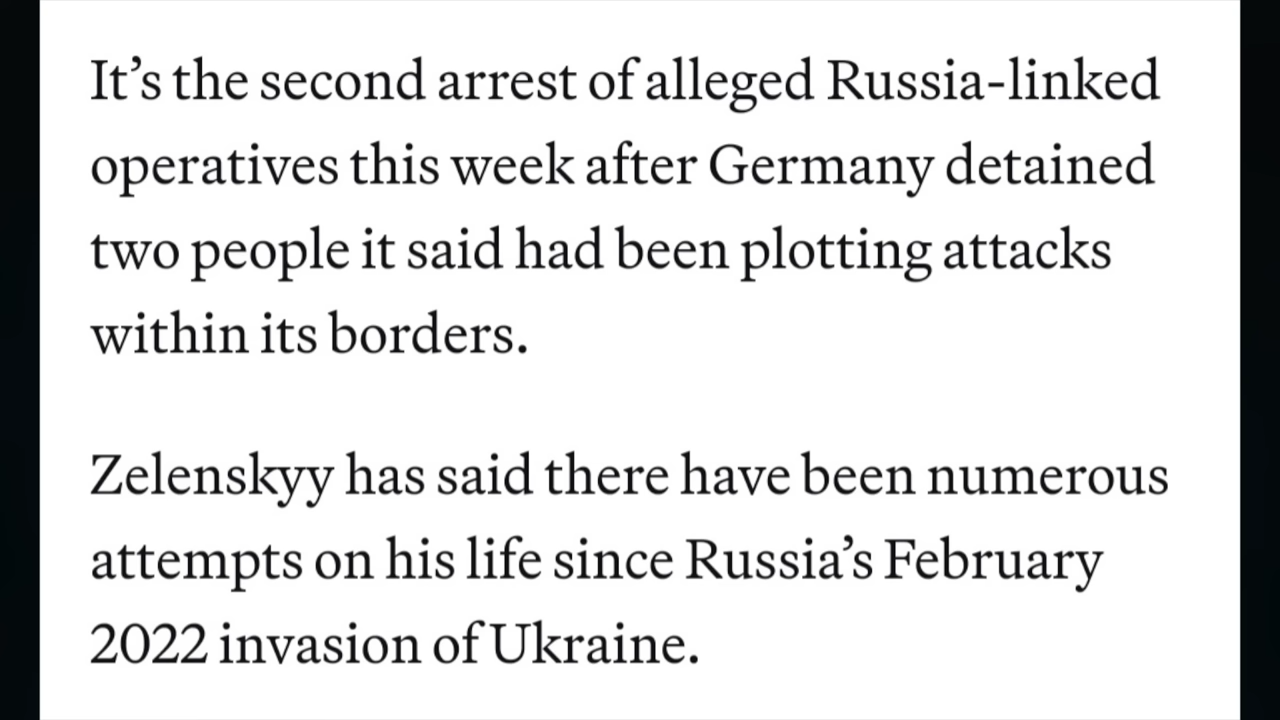 It’s the second arrest of alleged Russia-linked
operatives this week after Germany detained
two people it said had been plotting attacks
within its borders.
Zelenskyy has said there have been numerous
attempts on his life since Russia’s February
2022 invasion of Ukraine.